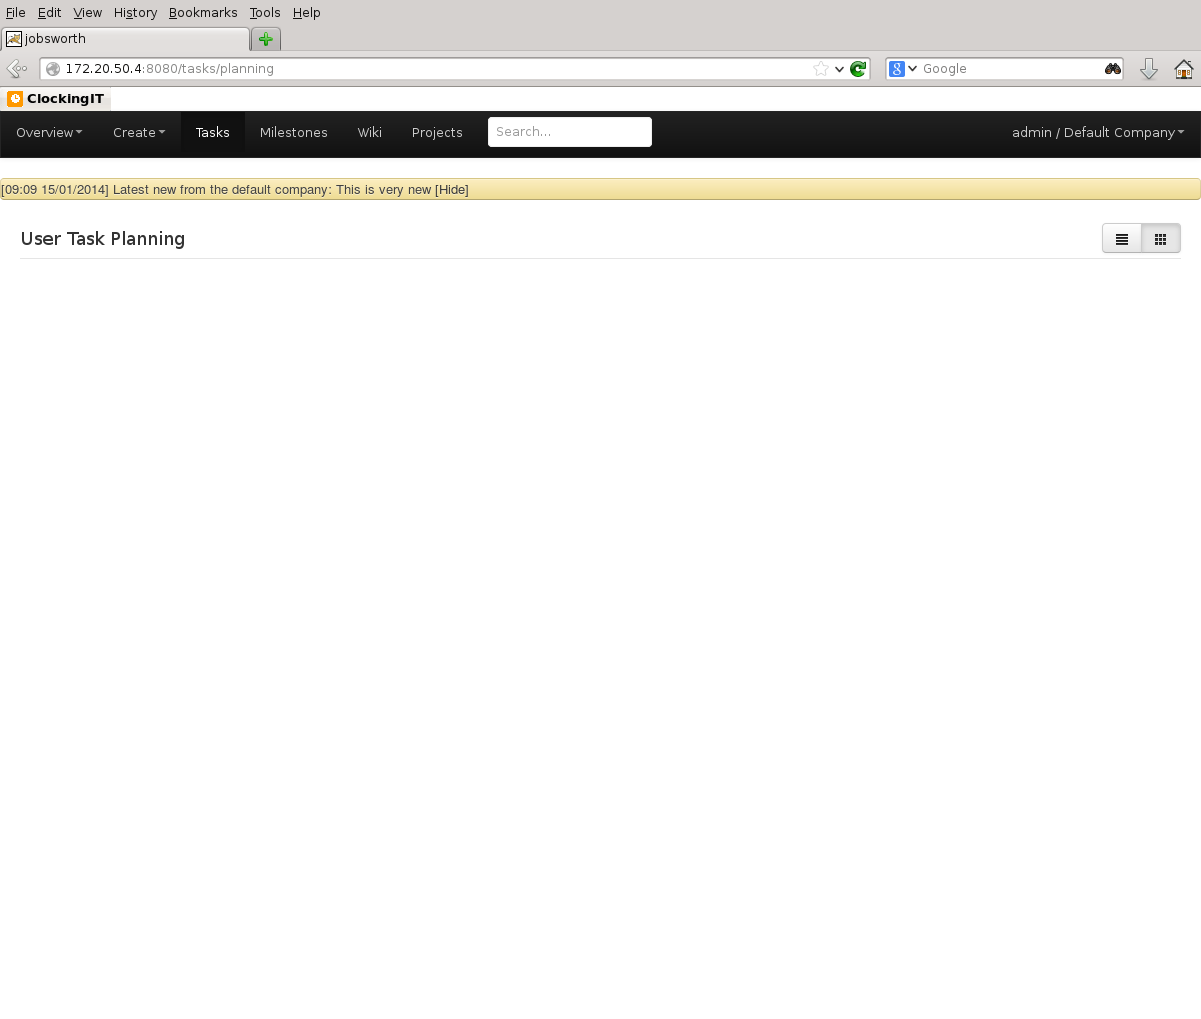 File Edit View History Bookmarks Tools Help
jobsworth
172.20.50.4:8080/tasks/planning
Google
ClockingIT
Overview Create Tasks Milestones Wiki Projects Search... admin / Default Company
[09:09 15/01/2014] Latest new from the default company: This is very new [Hide]
User Task Planning